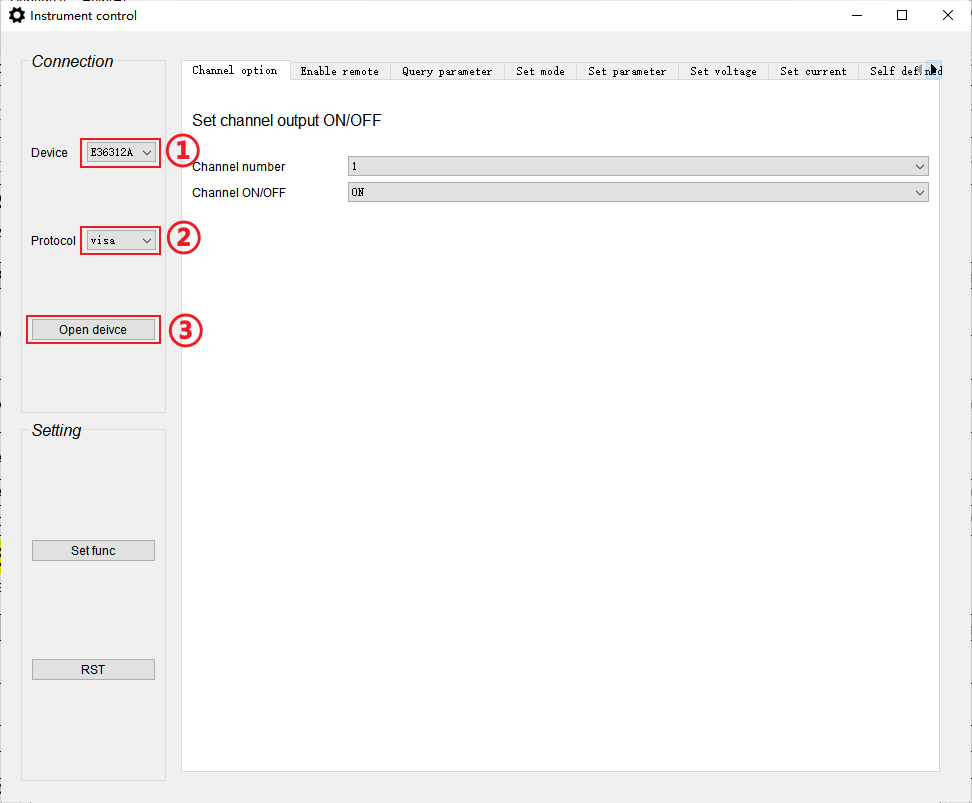 Instrument control
Connection
Device
E36312A
①
Protocol
visa
②
Open deivce
③
Setting
Set func
RST
Channel option
Enable remote
Query parameter
Set mode
Set parameter
Set voltage
Set current
Self defined
Set channel output ON/OFF
Channel number
1
Channel ON/OFF
ON